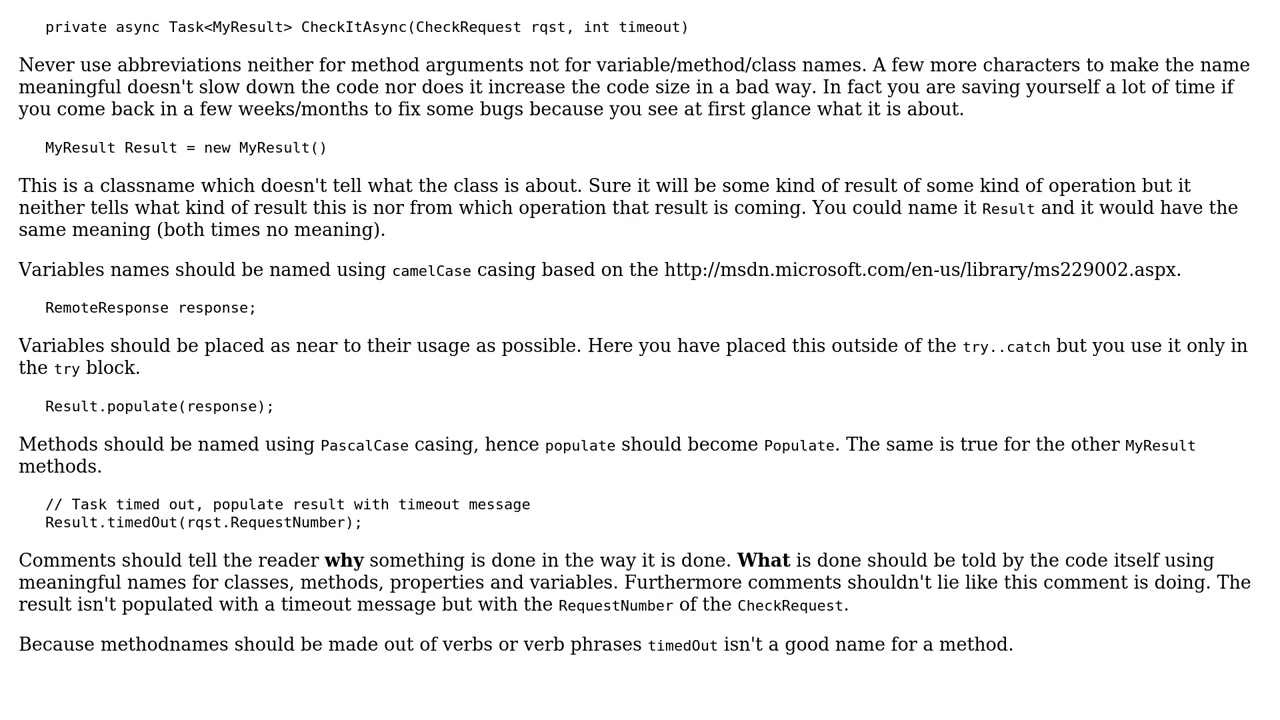 private async Task<MyResult> CheckItAsync(CheckRequest rqst, int timeout)
Never use abbreviations neither for method arguments not for variable/method/class names. A few more characters to make the name
meaningful doesn't slow down the code nor does it increase the code size in a bad way. In fact you are saving yourself a lot of time if
you come back in a few weeks/months to fix some bugs because you see at first glance what it is about.
MyResult Result = new MyResult()
This is a classname which doesn't tell what the class is about. Sure it will be some kind of result of some kind of operation but it
neither tells what kind of result this is nor from which operation that result is coming. You could name it Result and it would have the
same meaning (both times no meaning).
Variables names should be named using camelCase casing based on the http://msdn.microsoft.com/en-us/library/ms229002.aspx.
RemoteResponse response;
Variables should be placed as near to their usage as possible. Here you have placed this outside of the try..catch but you use it only in
the try block.
Result.populate(response);
Methods should be named using PascalCase casing, hence populate should become Populate. The same is true for the other MyResult
methods.
// Task timed out, populate result with timeout message
Result.timedOut(rqst.RequestNumber);
Comments should tell the reader why something is done in the way it is done. What is done should be told by the code itself using
meaningful names for classes, methods, properties and variables. Furthermore comments shouldn't lie like this comment is doing. The
result isn't populated with a timeout message but with the RequestNumber of the CheckRequest.
Because methodnames should be made out of verbs or verb phrases timedOut isn't a good name for a method.